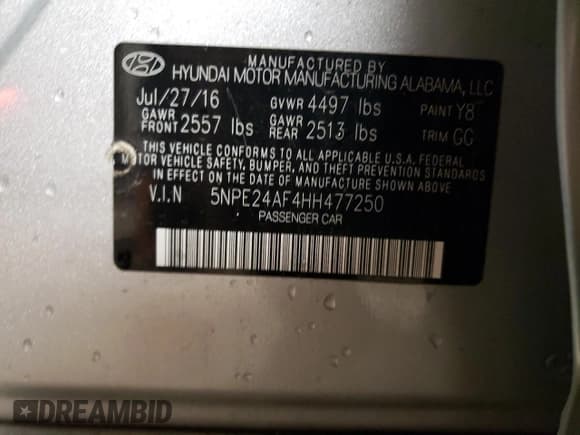 MANUFACTURED BY
HYUNDAI MOTOR MANUFACTURING ALABAMA, LLC
Jul/27/16 GVWR 4497 lbs PAINT Y8
GAWR FRONT 2557 lbs GAWR REAR 2513 lbs TRIM GG
THIS VEHICLE CONFORMS TO ALL APPLICABLE U.S.A. FEDERAL
MOTOR VEHICLE SAFETY, BUMPER, AND THEFT PREVENTION STANDARDS
IN EFFECT ON THE DATE OF MANUFACTURE SHOWN ABOVE.
V.I.N 5NPE24AF4HH477250
PASSENGER CAR
DREAMBID